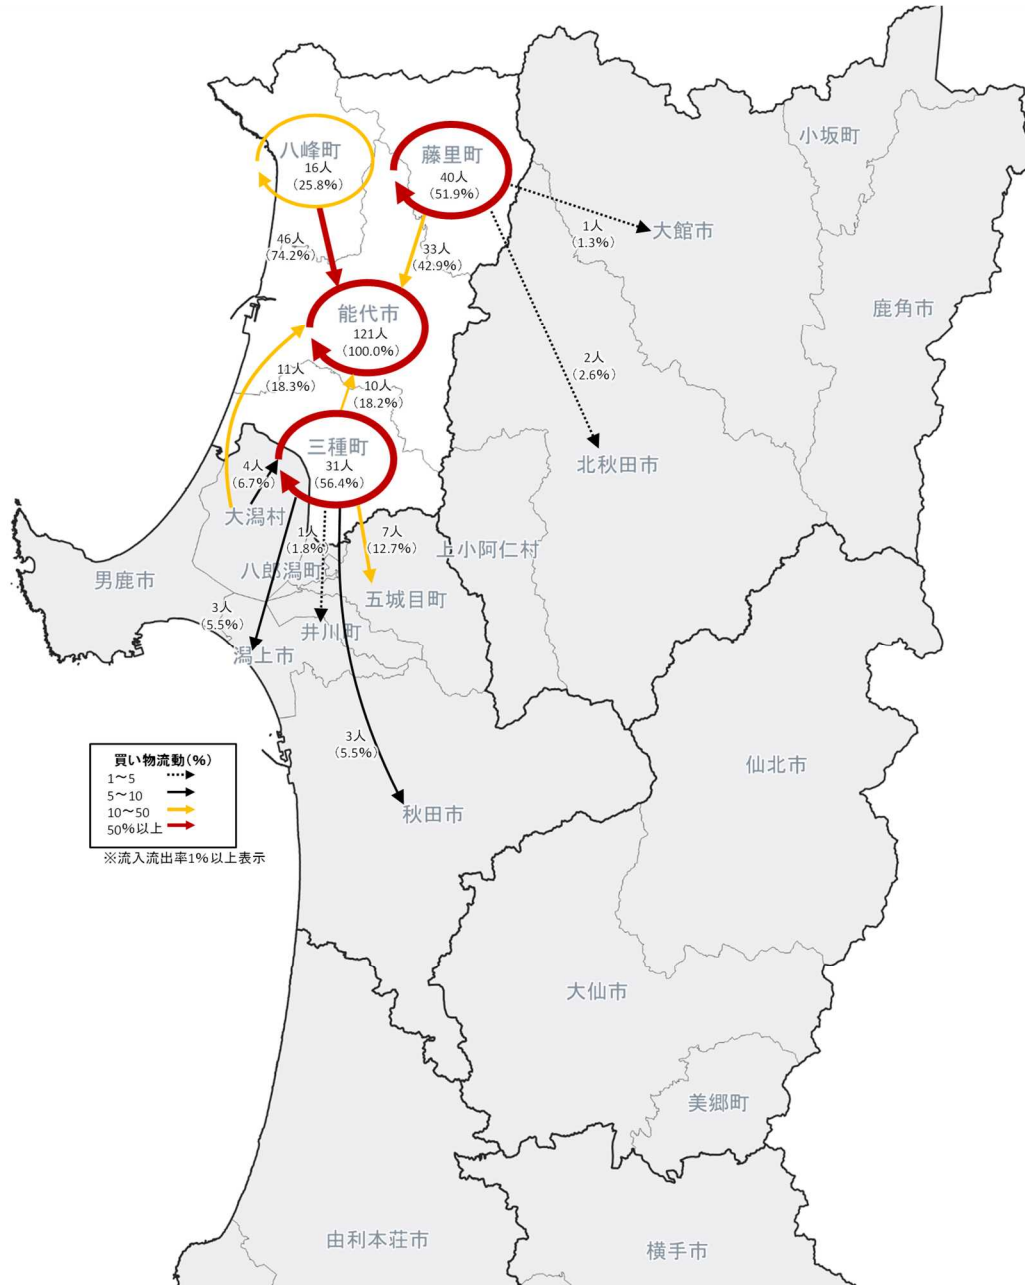 小坂町
八峰町
16人
(25.8%)
藤里町
40人
(51.9%)
1人
(1.3%)
大館市
46人
(74.2%)
33人
(42.9%)
鹿角市
能代市
121人
(100.0%)
2人
(2.6%)
11人
(18.3%)
10人
(18.2%)
三種町
31人
(56.4%)
北秋田市
4人
(6.7%)
大潟村
1人
(1.8%)
7人
(12.7%)
上小阿仁村
八郎潟町
男鹿市
五城目町
3人
(5.5%)
井川町
潟上市
3人
(5.5%)
買い物流動(%)
1～5
5～10
10～50
50%以上
※流入流出率1%以上表示
仙北市
秋田市
大仙市
美郷町
由利本荘市
横手市